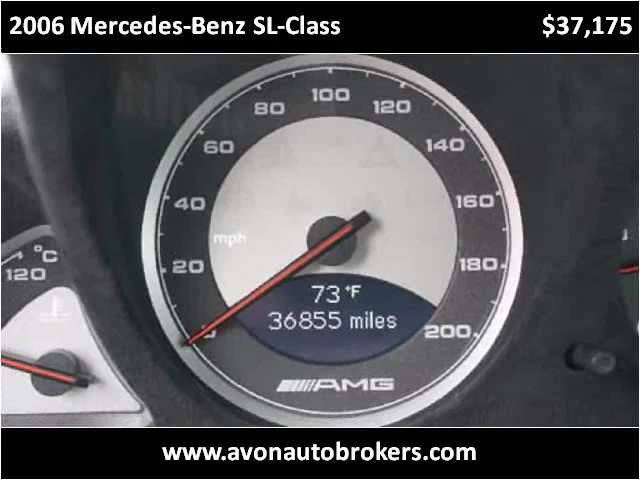 2006 Mercedes-Benz SL-Class $37,175
100
80 120
60 140
40 160
mph
20 180
°C
120
73°F
36855 miles
0 200
AMG
www.avonautobrokers.com